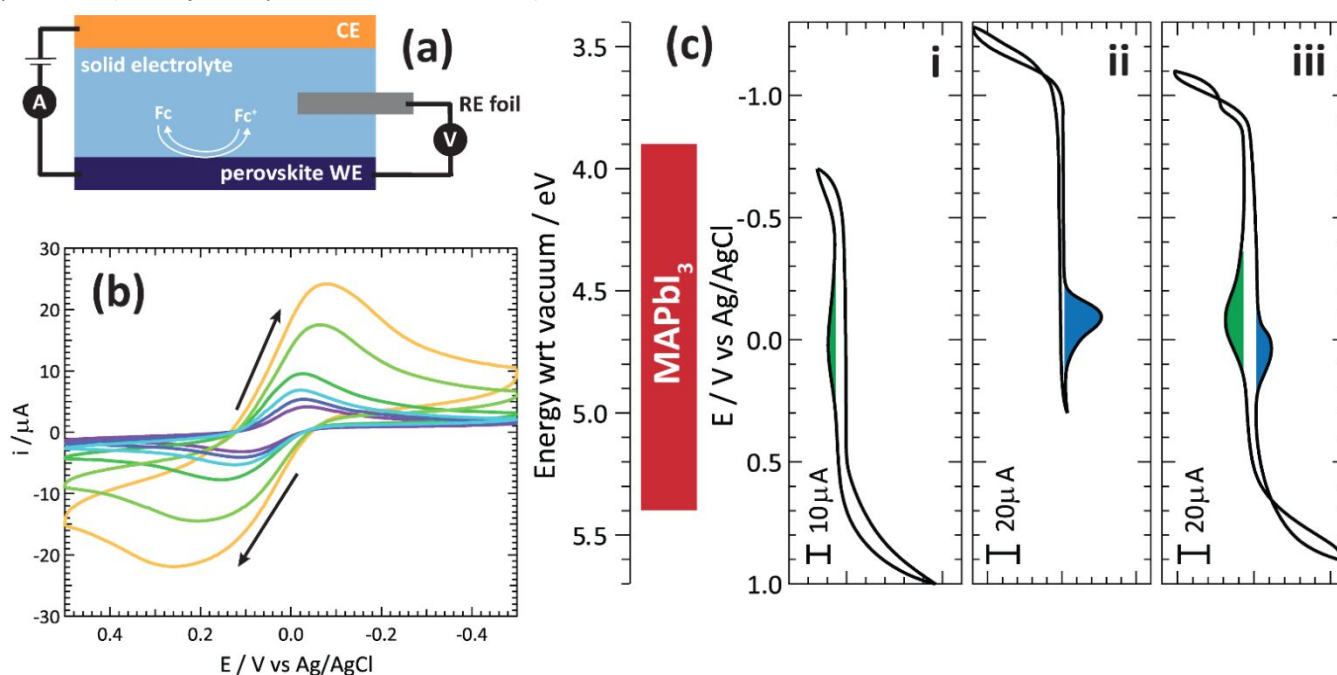 CE
(a)
solid electrolyte
A
Fc
Fc⁺
RE foil
V
perovskite WE
30
20
10
0
-10
-20
-30
i /µA
(b)
0.4
0.2
0.0
-0.2
-0.4
E / V vs Ag/AgCl
Energy wrt vacuum / eV
3.5
4.0
4.5
5.0
5.5
(c)
MAPbI₃
E / V vs Ag/AgCl
-1.0
-0.5
0.0
0.5
1.0
i
10µA
ii
20µA
iii
20µA